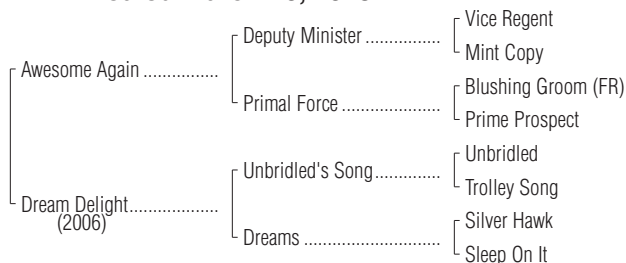 Vice Regent
Deputy Minister ....................
Mint Copy
Awesome Again ...............
Blushing Groom (FR)
Primal Force ....................
Prime Prospect
Unbridled
Unbridled's Song.............
Trolley Song
Dream Delight..................
(2006)
Silver Hawk
Dreams ............................
Sleep On It